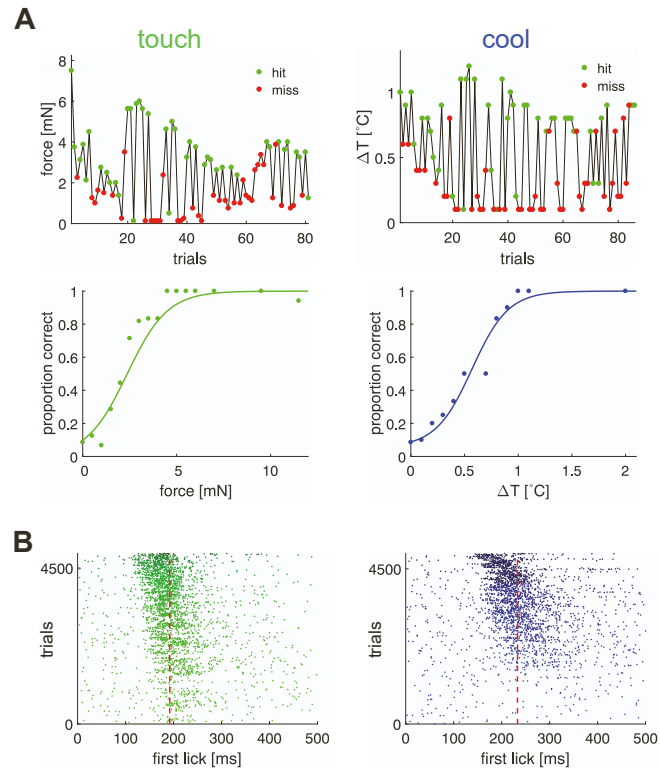 A
touch
cool
8
6
4
2
0
force [mN]
hit
miss
20
40
60
80
trials
1
0.5
0
ΔT [°C]
hit
miss
20
40
60
80
trials
1
0.8
0.6
0.4
0.2
0
proportion correct
0
5
10
force [mN]
1
0.8
0.6
0.4
0.2
0
proportion correct
0
0.5
1
1.5
2
ΔT [°C]
B
4500
0
trials
0
100
200
300
400
500
first lick [ms]
4500
0
trials
0
100
200
300
400
500
first lick [ms]